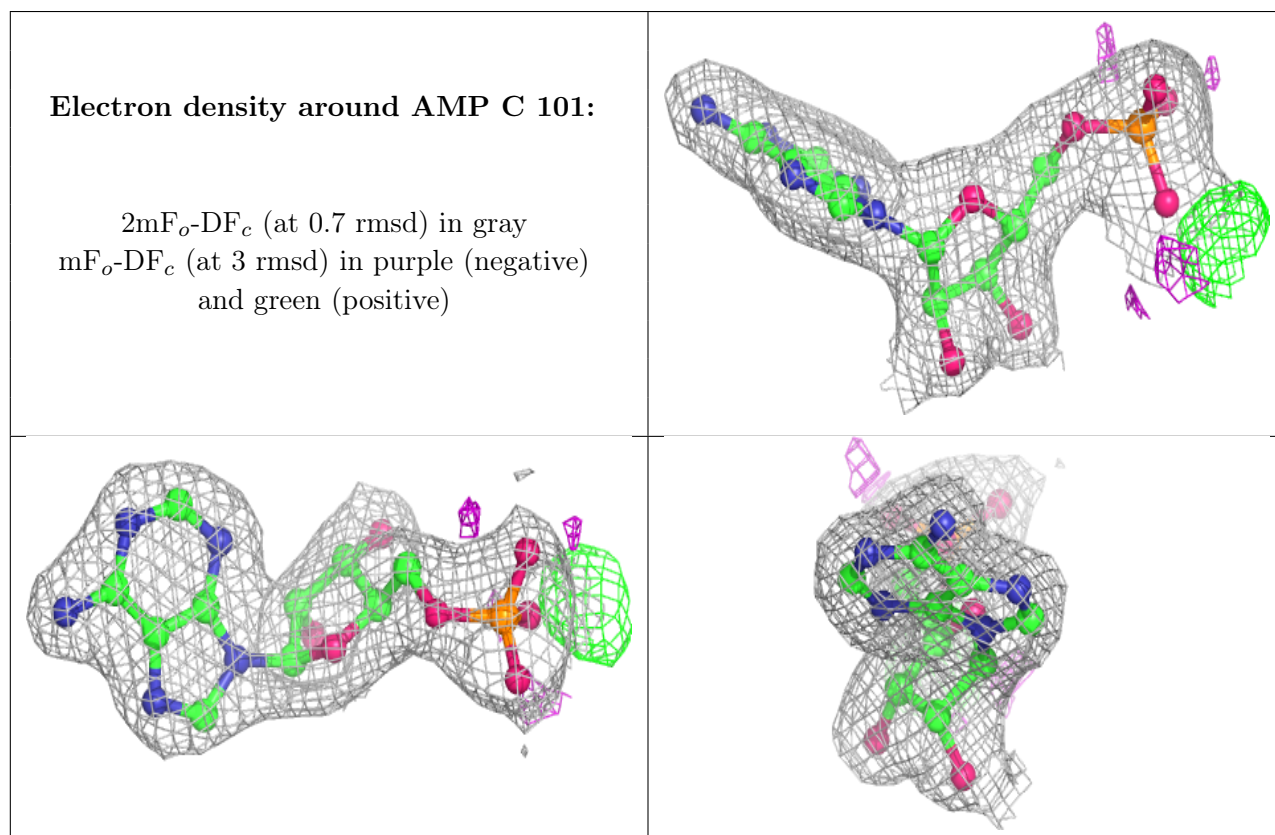 Electron density around AMP C 101:
2mFo-DFc (at 0.7 rmsd) in gray
mFo-DFc (at 3 rmsd) in purple (negative)
and green (positive)